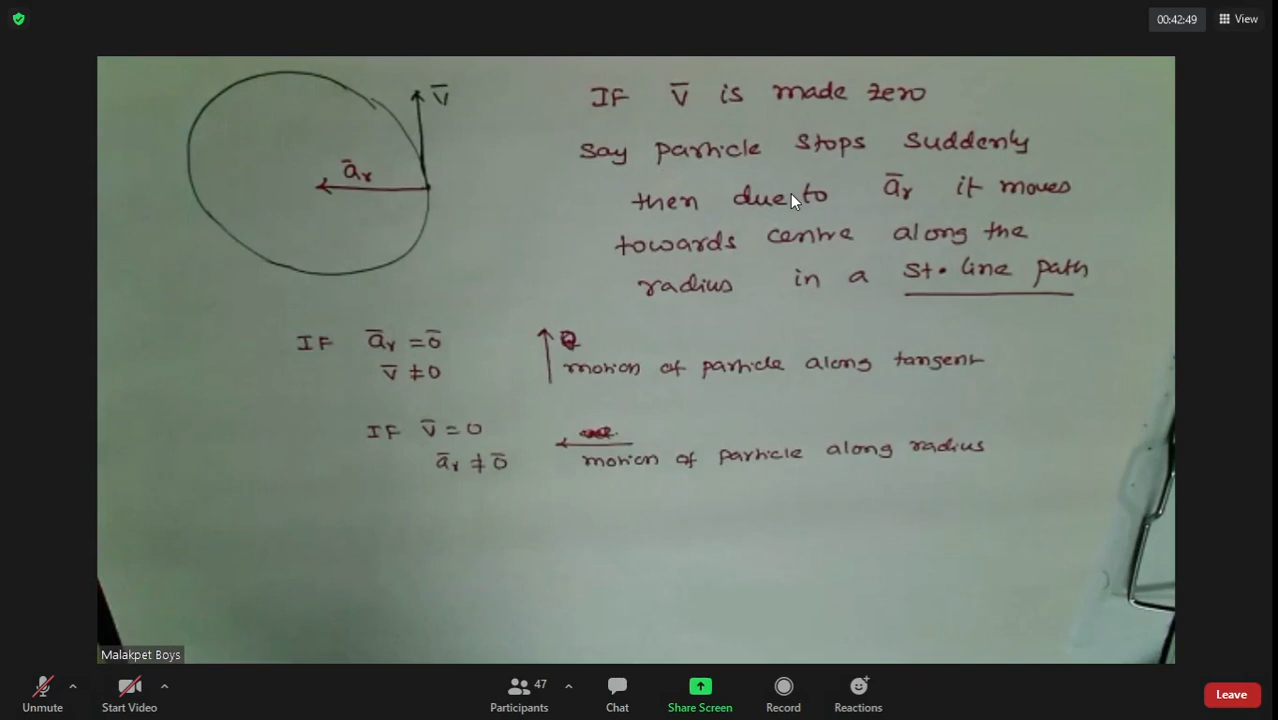 00:42:49
View
v̄
IF v̄ is made zero
say particle stops suddenly
āᵣ
then due to āᵣ it moves
towards centre along the
radius in a st. line path
IF āᵣ = ō
v̄ ≠ 0
motion of particle along tangent
IF v̄ = 0
āᵣ ≠ ō
motion of particle along radius
Malakpet Boys
47
Unmute
Start Video
Participants
Chat
Share Screen
Record
Reactions
Leave